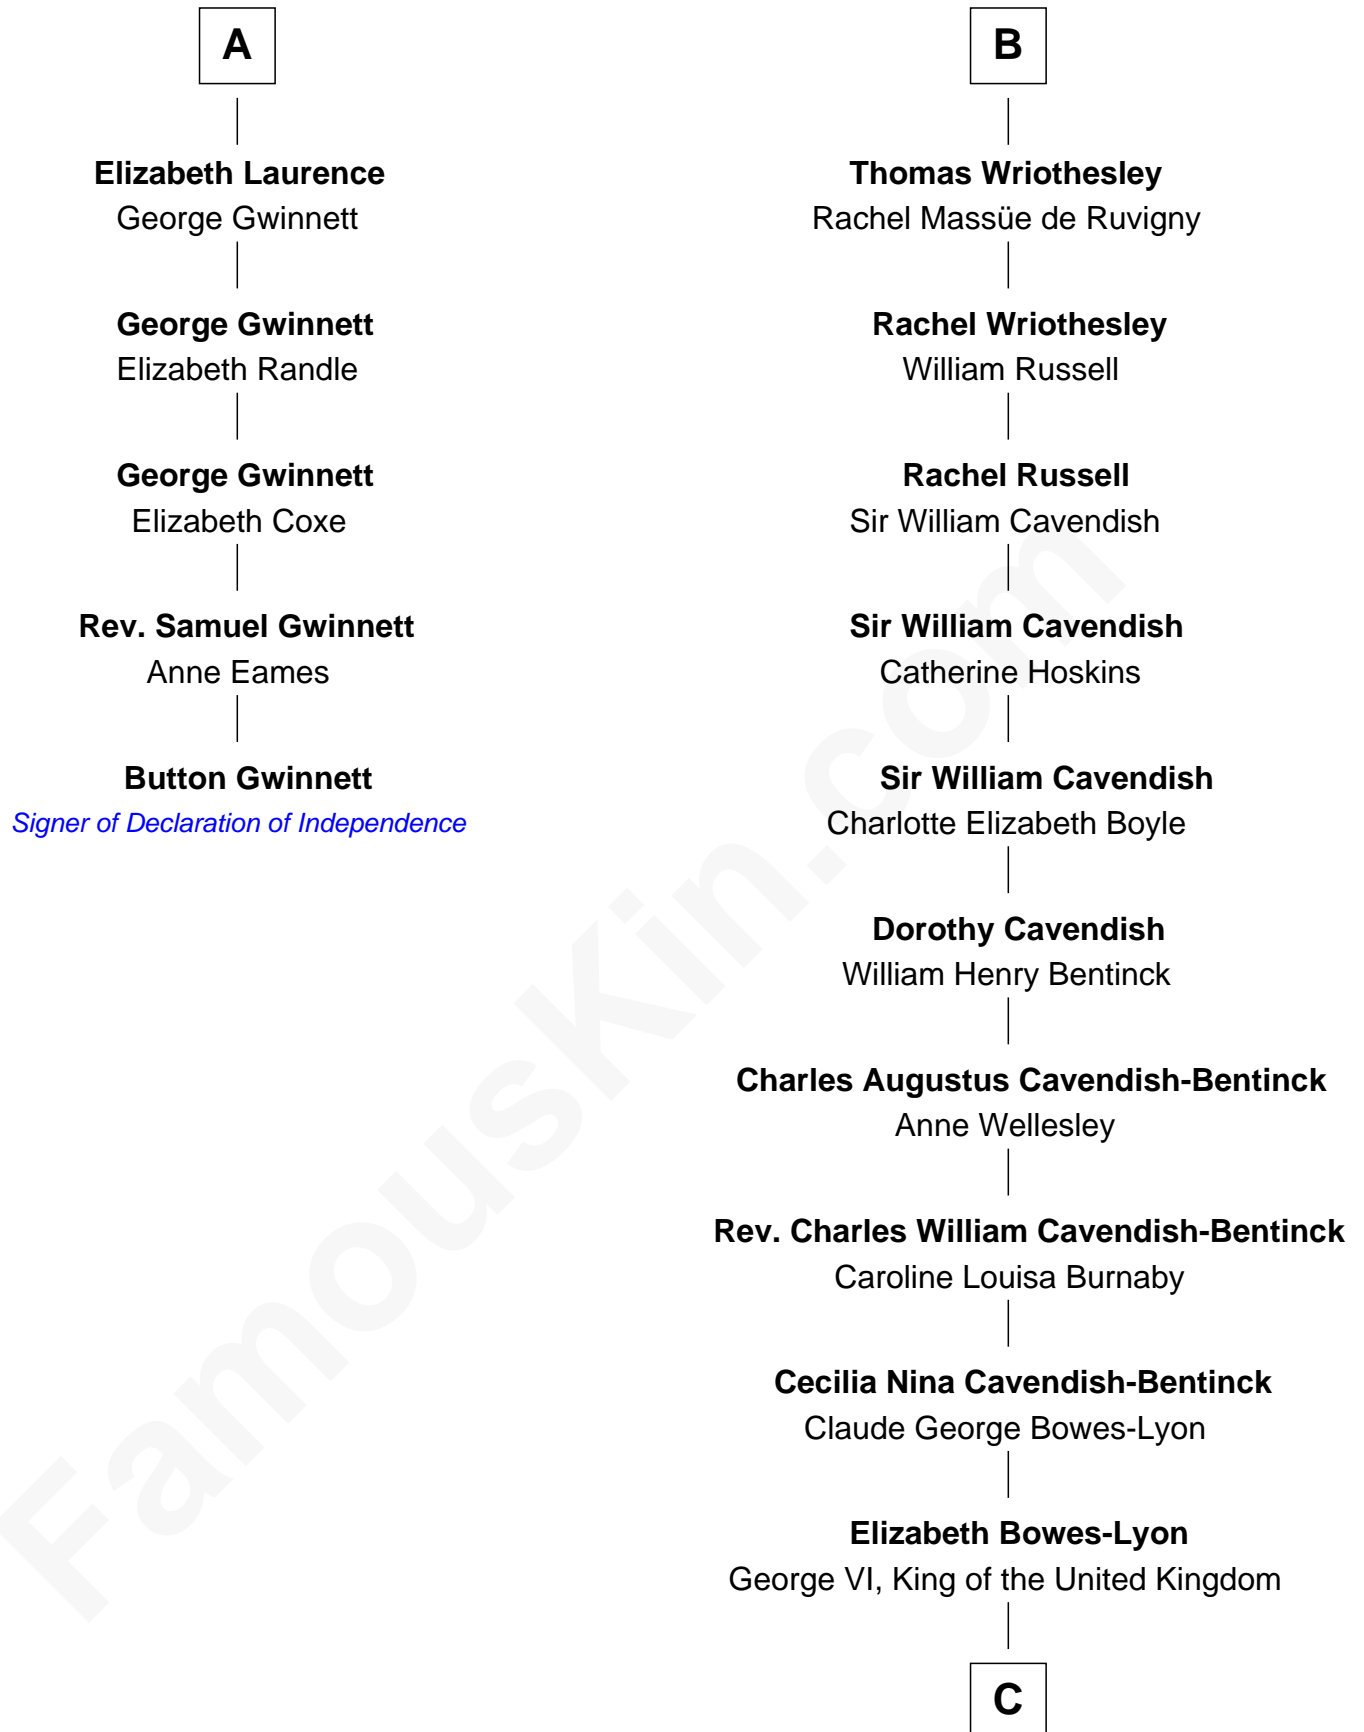 A
Elizabeth Laurence
George Gwinnett
George Gwinnett
Elizabeth Randle
George Gwinnett
Elizabeth Coxe
Rev. Samuel Gwinnett
Anne Eames
Button Gwinnett
Signer of Declaration of Independence
B
Thomas Wriothesley
Rachel Massüe de Ruvigny
Rachel Wriothesley
William Russell
Rachel Russell
Sir William Cavendish
Sir William Cavendish
Catherine Hoskins
Sir William Cavendish
Charlotte Elizabeth Boyle
Dorothy Cavendish
William Henry Bentinck
Charles Augustus Cavendish-Bentinck
Anne Wellesley
Rev. Charles William Cavendish-Bentinck
Caroline Louisa Burnaby
Cecilia Nina Cavendish-Bentinck
Claude George Bowes-Lyon
Elizabeth Bowes-Lyon
George VI, King of the United Kingdom
C
FamousKin.com